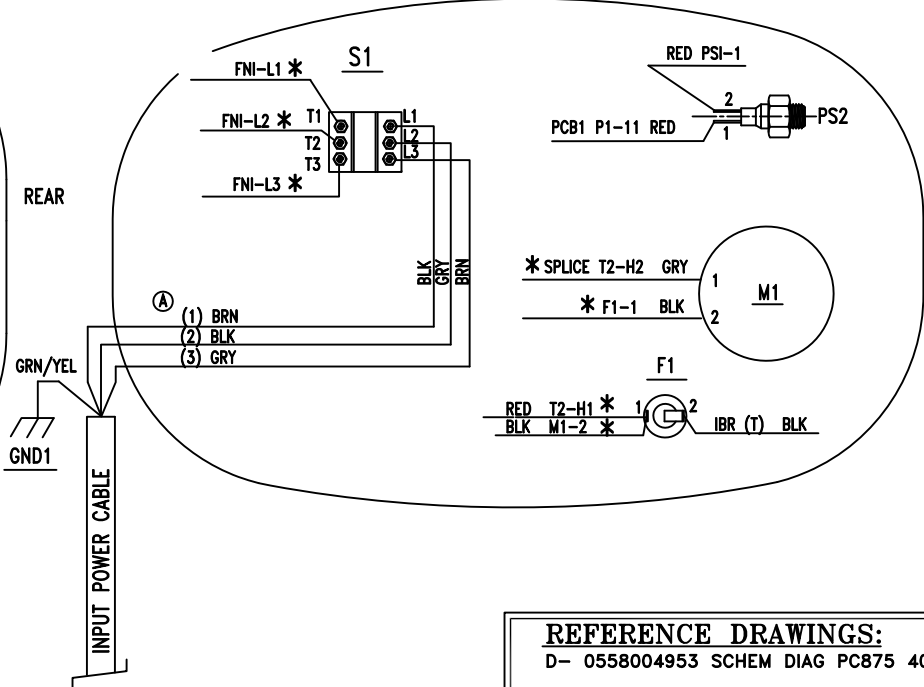 S1
FNI-L1 *
T1
L1
FNI-L2 *
T2
L2
T3
L3
FNI-L3 *
RED PSI-1
2
PS2
PCB1 P1-11 RED
1
REAR
BLK
GRY
BRN
* SPLICE T2-H2 GRY
1
M1
* F1-1 BLK
2
A
(1) BRN
(2) BLK
(3) GRY
GRN/YEL
GND1
INPUT POWER CABLE
F1
RED T2-H1 *
1
2
BLK M1-2 *
IBR (T) BLK
REFERENCE DRAWINGS:
D- 0558004953 SCHEM DIAG PC875 40